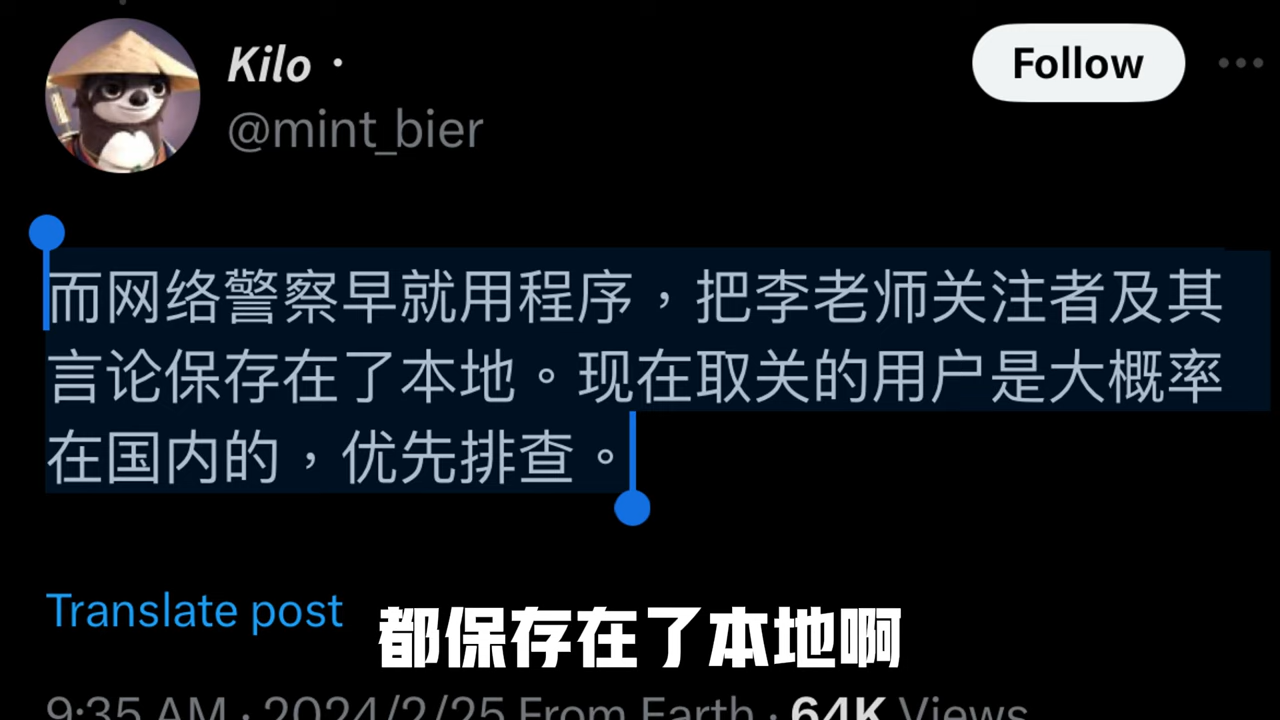 Kilo ·
Follow
@mint_bier
而网络警察早就用程序，把李老师关注者及其
言论保存在了本地。现在取关的用户是大概率
在国内的，优先排查。
Translate post
都保存在了本地啊
9:35 AM · 2024/2/25 From Earth · 64K Views